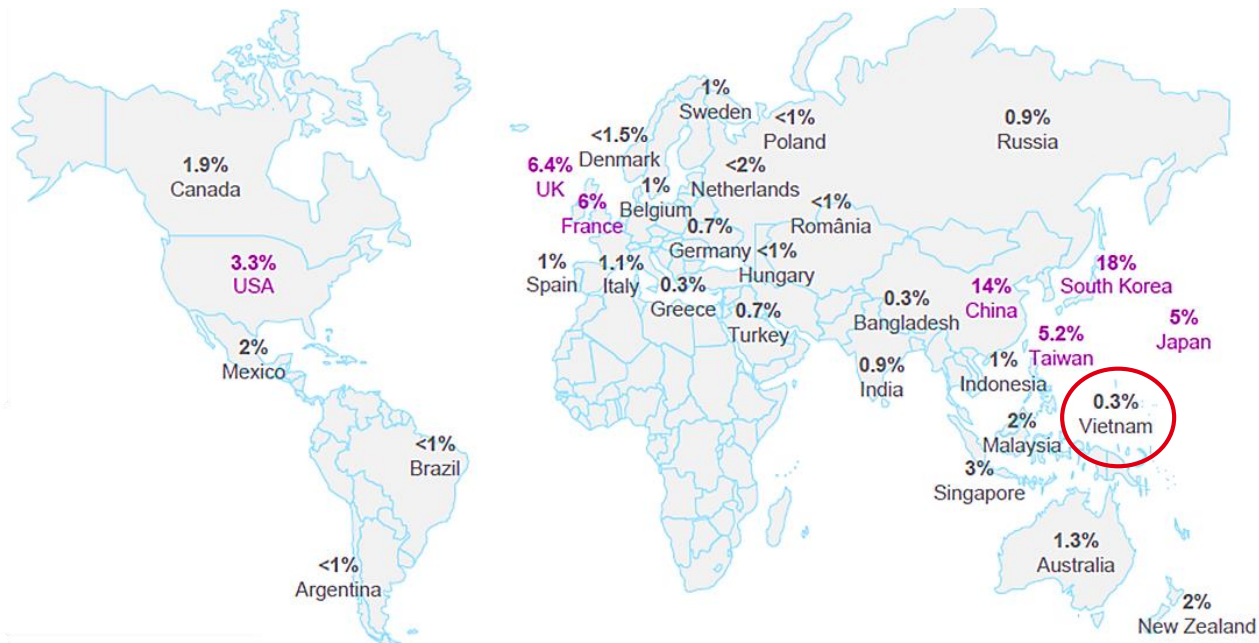 1%
Sweden
<1%
Poland
0.9%
Russia
<1.5%
Denmark
1.9%
Canada
6.4%
UK
<2%
Netherlands
1%
Belgium
6%
France
<1%
România
0.7%
Germany
<1%
Hungary
3.3%
USA
1%
Spain
1.1%
Italy
0.3%
Greece
0.7%
Turkey
0.3%
Bangladesh
14%
China
18%
South Korea
5%
Japan
5.2%
Taiwan
2%
Mexico
0.9%
India
1%
Indonesia
0.3%
Vietnam
2%
Malaysia
<1%
Brazil
3%
Singapore
1.3%
Australia
<1%
Argentina
2%
New Zealand